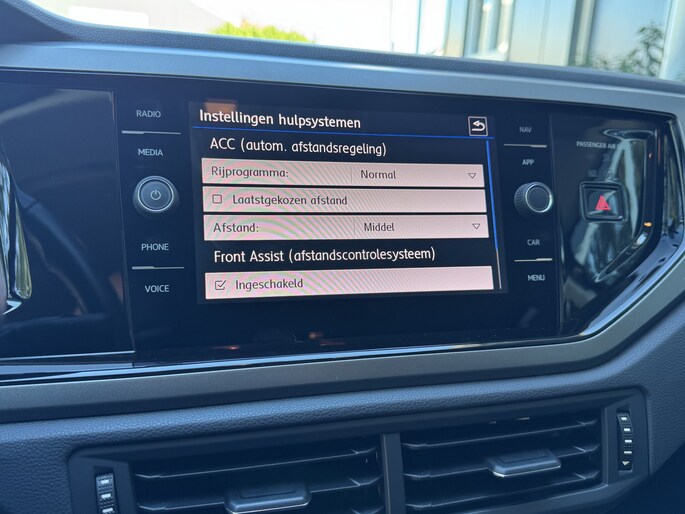 RADIO
MEDIA
PHONE
VOICE
Instellingen hulpsystemen
ACC (autom. afstandsregeling)
Rijprogramma: Normal
Laatstgekozen afstand
Afstand: Middel
Front Assist (afstandscontrolesysteem)
Ingeschakeld
NAV
APP
CAR
MENU
PASSENGER AIR